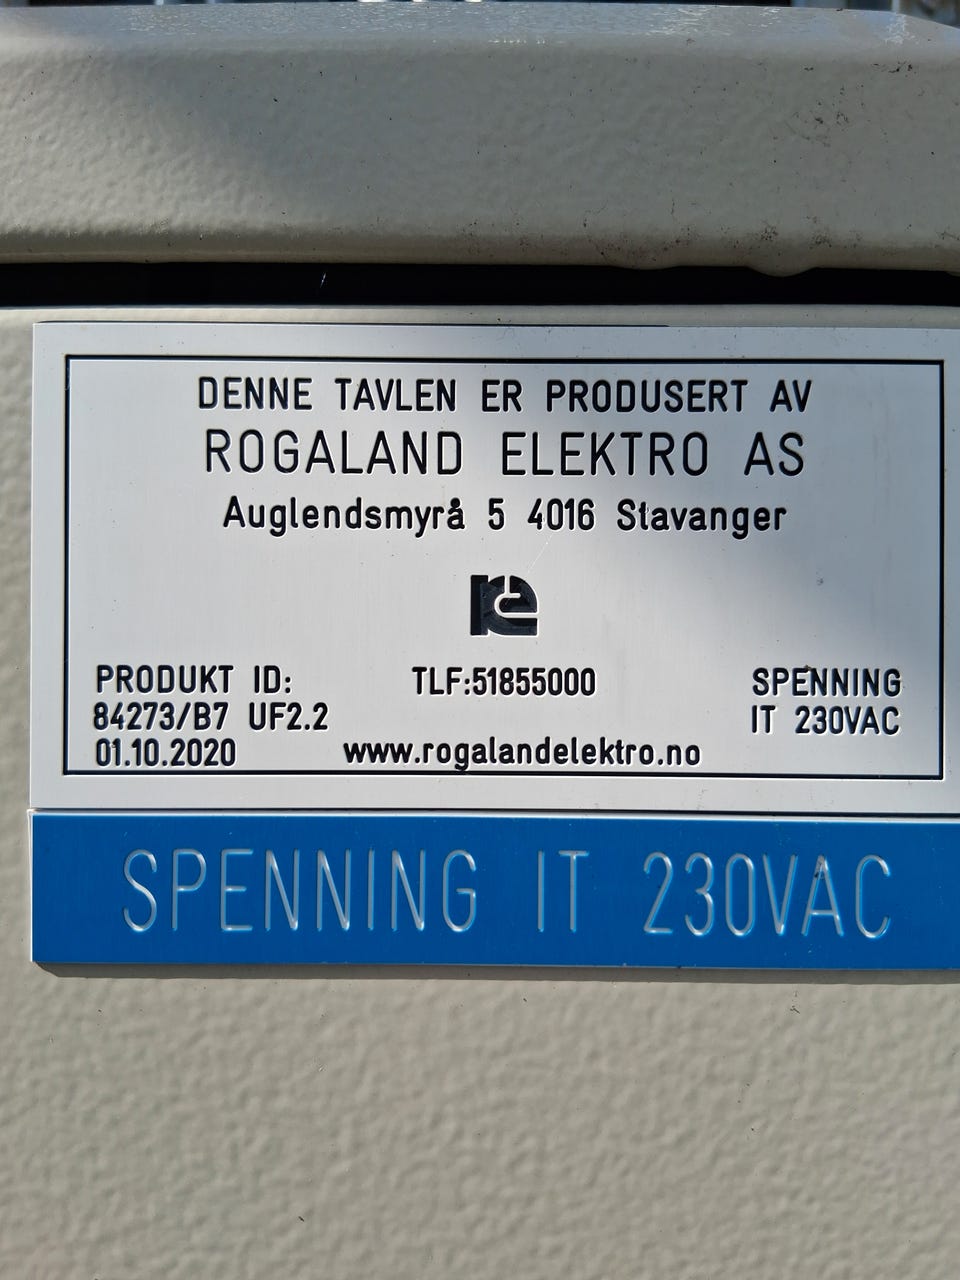 DENNE TAVLEN ER PRODUSERT AV
ROGALAND ELEKTRO AS
Auglendsmyrå 5 4016 Stavanger
re
PRODUKT ID:
84273/B7 UF2.2
01.10.2020
TLF:51855000
www.rogalandelektro.no
SPENNING
IT 230VAC
SPENNING IT 230VAC